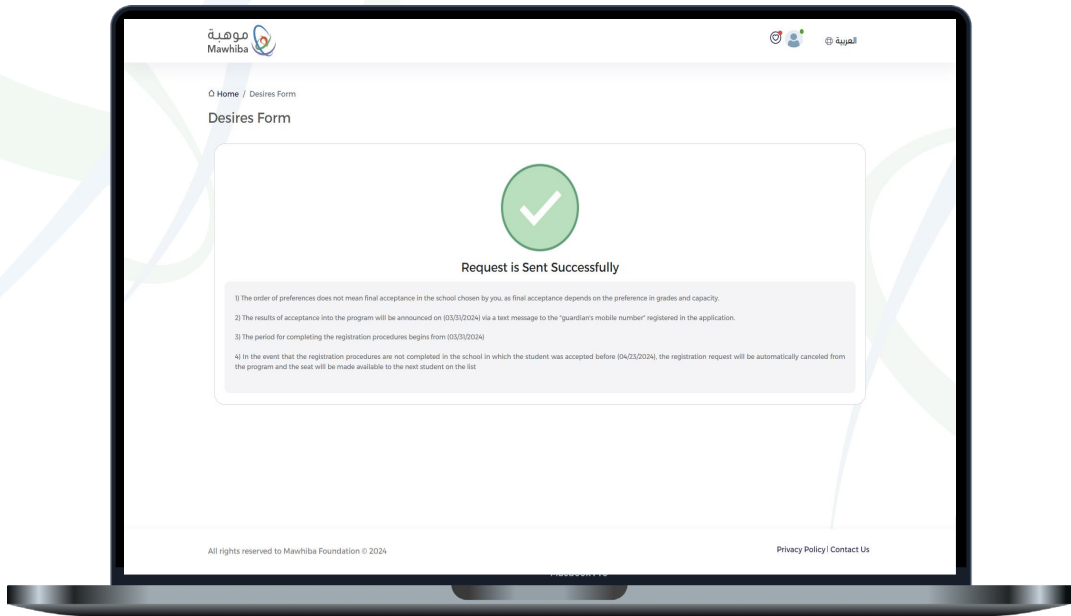 موهبة
Mawhiba
العربية
Home / Desires Form
Desires Form
Request is Sent Successfully
1) The order of preferences does not mean final acceptance in the school chosen by you, as final acceptance depends on the preference in grades and capacity.
2) The results of acceptance into the program will be announced on (03/31/2024) via a text message to the "guardian's mobile number" registered in the application.
3) The period for completing the registration procedures begins from (03/31/2024)
4) In the event that the registration procedures are not completed in the school in which the student was accepted before (04/23/2024), the registration request will be automatically canceled from
the program and the seat will be made available to the next student on the list
All rights reserved to Mawhiba Foundation © 2024
Privacy Policy| Contact Us